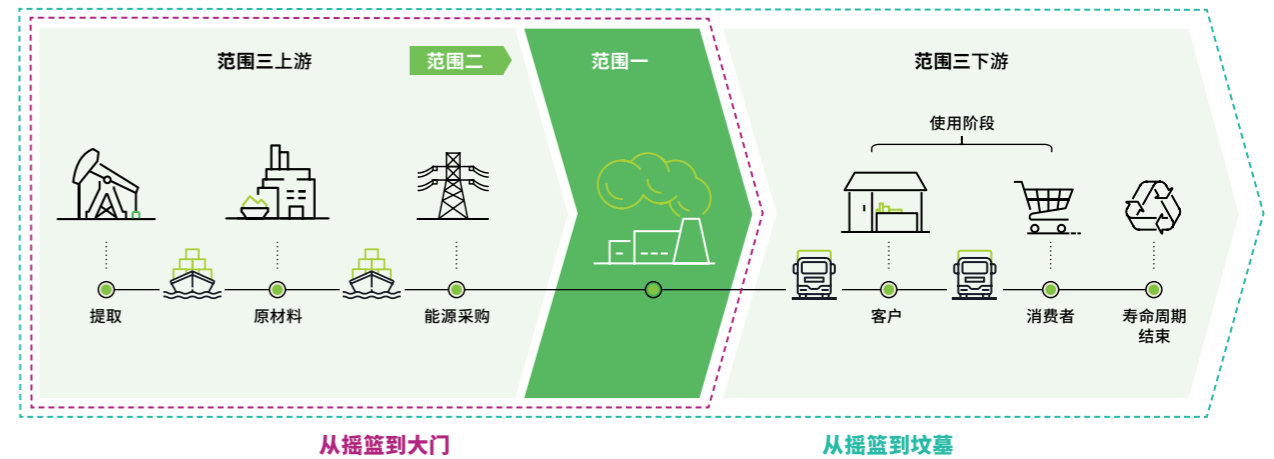 范围三上游
范围二
范围一
范围三下游
使用阶段
提取
原材料
能源采购
客户
消费者
寿命周期
结束
从摇篮到大门
从摇篮到坟墓